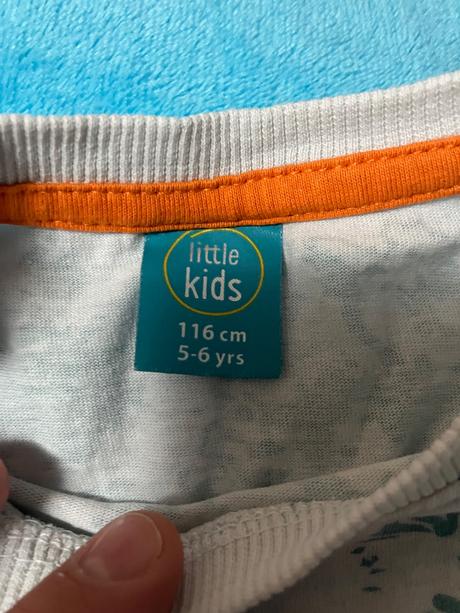 little
kids
116 cm
5-6 yrs